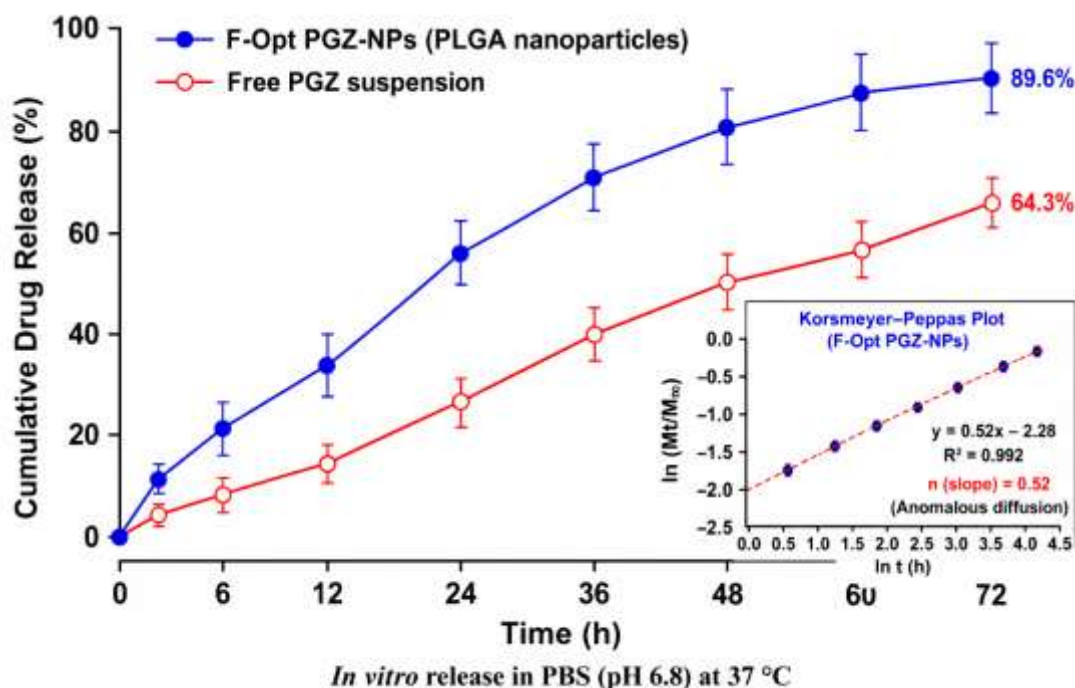 F-Opt PGZ-NPs (PLGA nanoparticles)
Free PGZ suspension
Cumulative Drug Release (%)
100
80
60
40
20
0
89.6%
64.3%
Korsmeyer–Peppas Plot
(F-Opt PGZ-NPs)
ln (Mt/M∞)
0.0
−0.5
−1.0
−1.5
−2.0
−2.5
y = 0.52x − 2.28
R² = 0.992
n (slope) = 0.52
(Anomalous diffusion)
0.0 0.5 1.0 1.5 2.0 2.5 3.0 3.5 4.0 4.5
ln t (h)
0 6 12 24 36 48 6υ 72
Time (h)
In vitro release in PBS (pH 6.8) at 37 °C